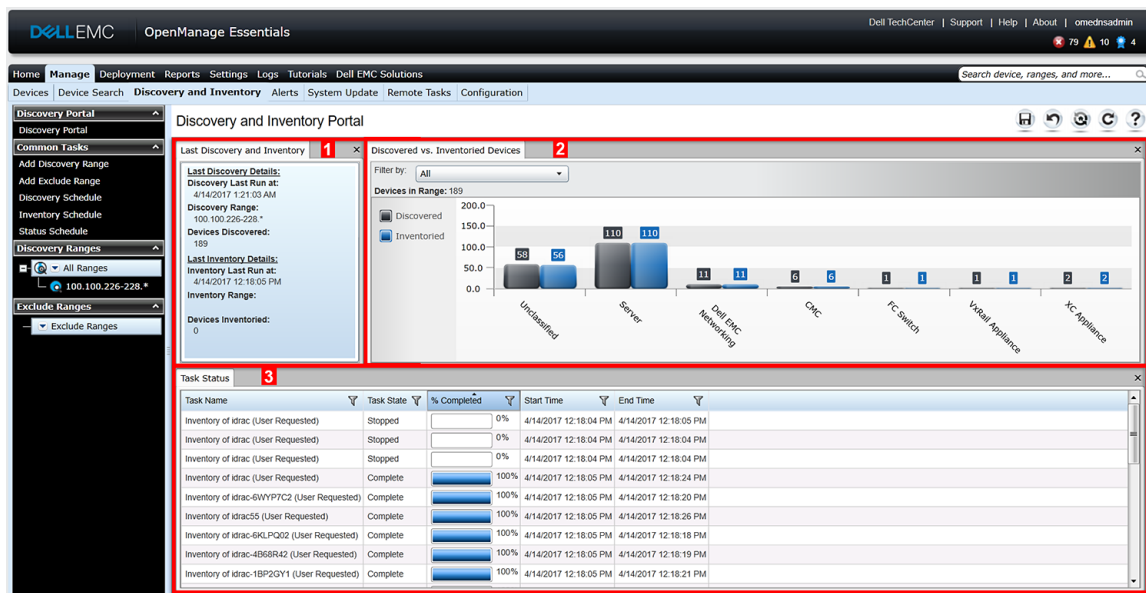 DELLEMC OpenManage Essentials
Dell TechCenter | Support | Help | About | omednsadmin
79 10 4
Home Manage Deployment Reports Settings Logs Tutorials Dell EMC Solutions
Search device, ranges, and more...
Devices Device Search Discovery and Inventory Alerts System Update Remote Tasks Configuration
Discovery Portal
Discovery Portal
Common Tasks
Add Discovery Range
Add Exclude Range
Discovery Schedule
Inventory Schedule
Status Schedule
Discovery Ranges
All Ranges
100.100.226-228.*
Exclude Ranges
Exclude Ranges
Discovery and Inventory Portal
Last Discovery and Inventory 1
Last Discovery Details:
Discovery Last Run at:
4/14/2017 1:21:03 AM
Discovery Range:
100.100.226-228.*
Devices Discovered:
189
Last Inventory Details:
Inventory Last Run at:
4/14/2017 12:18:05 PM
Inventory Range:
Devices Inventoried:
0
Discovered vs. Inventoried Devices 2
Filter by: All
Devices in Range: 189
Discovered
Inventoried
200.0
150.0
100.0
50.0
0.0
58 56
110 110
11 11
6 6
1 1
1 1
2 2
Unclassified
Server
Dell EMC Networking
CMC
FC Switch
VxRail Appliance
XC Appliance
Task Status 3
Task Name Task State % Completed Start Time End Time
Inventory of idrac (User Requested) Stopped 0% 4/14/2017 12:18:04 PM 4/14/2017 12:18:05 PM
Inventory of idrac (User Requested) Stopped 0% 4/14/2017 12:18:04 PM 4/14/2017 12:18:04 PM
Inventory of idrac (User Requested) Stopped 0% 4/14/2017 12:18:04 PM 4/14/2017 12:18:04 PM
Inventory of idrac (User Requested) Complete 100% 4/14/2017 12:18:05 PM 4/14/2017 12:18:24 PM
Inventory of idrac-6WYP7C2 (User Requested) Complete 100% 4/14/2017 12:18:05 PM 4/14/2017 12:18:20 PM
Inventory of idrac55 (User Requested) Complete 100% 4/14/2017 12:18:05 PM 4/14/2017 12:18:26 PM
Inventory of idrac-6KLPQ02 (User Requested) Complete 100% 4/14/2017 12:18:05 PM 4/14/2017 12:18:18 PM
Inventory of idrac-4B68R42 (User Requested) Complete 100% 4/14/2017 12:18:05 PM 4/14/2017 12:18:19 PM
Inventory of idrac-1BP2GY1 (User Requested) Complete 100% 4/14/2017 12:18:05 PM 4/14/2017 12:18:21 PM